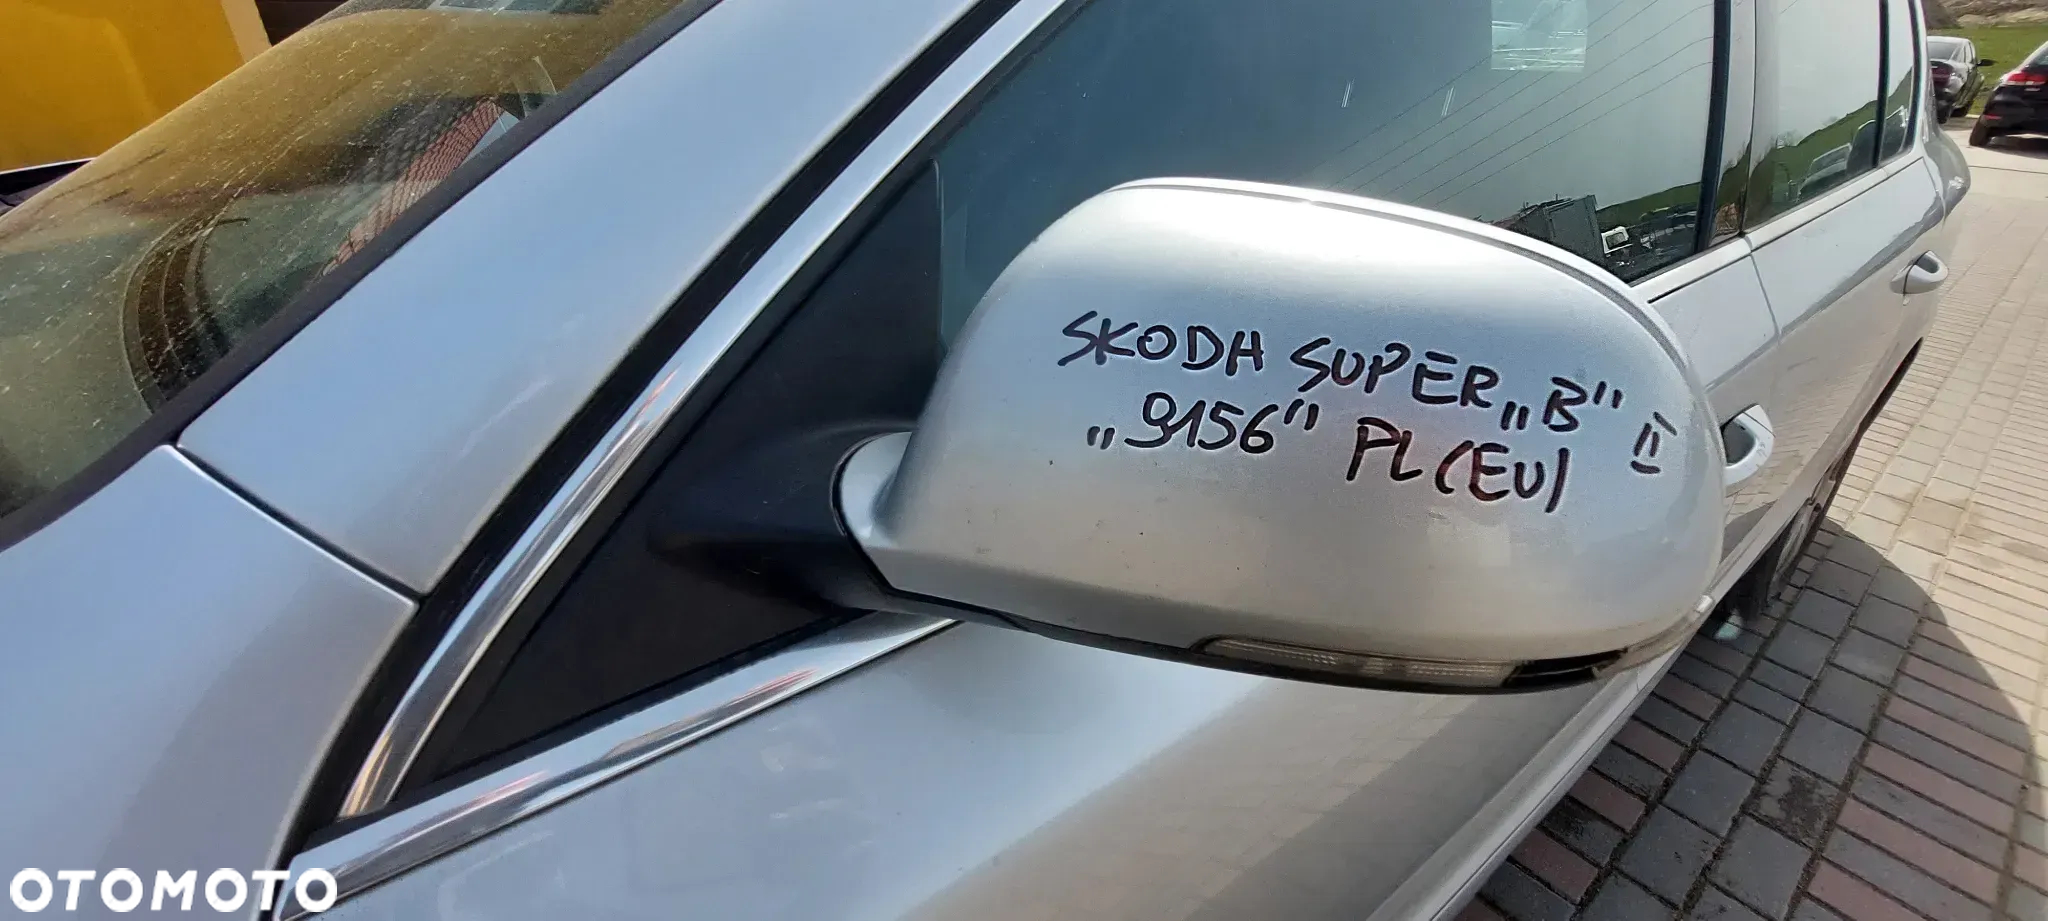 SKODA SUPER „B" II
„9156" PL (EU)
OTOMOTO